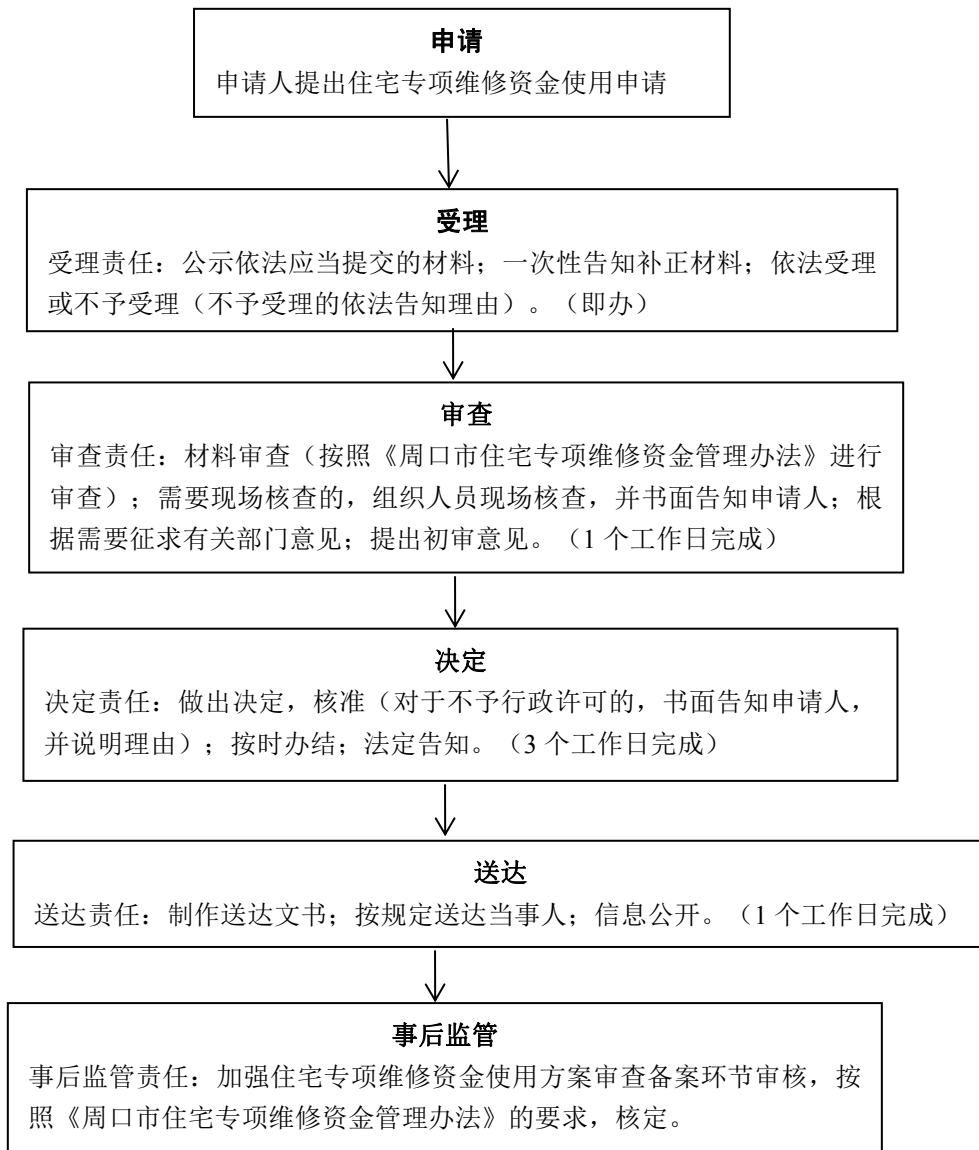 申请
申请人提出住宅专项维修资金使用申请
受理
受理责任：公示依法应当提交的材料；一次性告知补正材料；依法受理
或不予受理（不予受理的依法告知理由）。（即办）
审查
审查责任：材料审查（按照《周口市住宅专项维修资金管理办法》进行
审查）；需要现场核查的，组织人员现场核查，并书面告知申请人；根
据需要征求有关部门意见；提出初审意见。（1 个工作日完成）
决定
决定责任：做出决定，核准（对于不予行政许可的，书面告知申请人，
并说明理由）；按时办结；法定告知。（3 个工作日完成）
送达
送达责任：制作送达文书；按规定送达当事人；信息公开。（1 个工作日完成）
事后监管
事后监管责任：加强住宅专项维修资金使用方案审查备案环节审核，按
照《周口市住宅专项维修资金管理办法》的要求，核定。